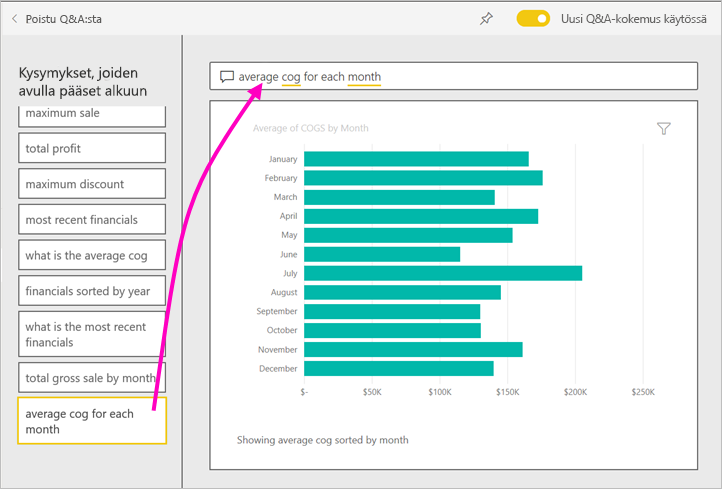 Poistu Q&A:sta
Uusi Q&A-kokemus käytössä
Kysymykset, joiden
avulla pääset alkuun
maximum sale
total profit
maximum discount
most recent financials
what is the average cog
financials sorted by year
what is the most recent
financials
total gross sale by month
average cog for each
month
average cog for each month
Average of COGS by Month
January
February
March
April
May
June
July
August
September
October
November
December
$- $50K $100K $150K $200K $250K
Showing average cog sorted by month